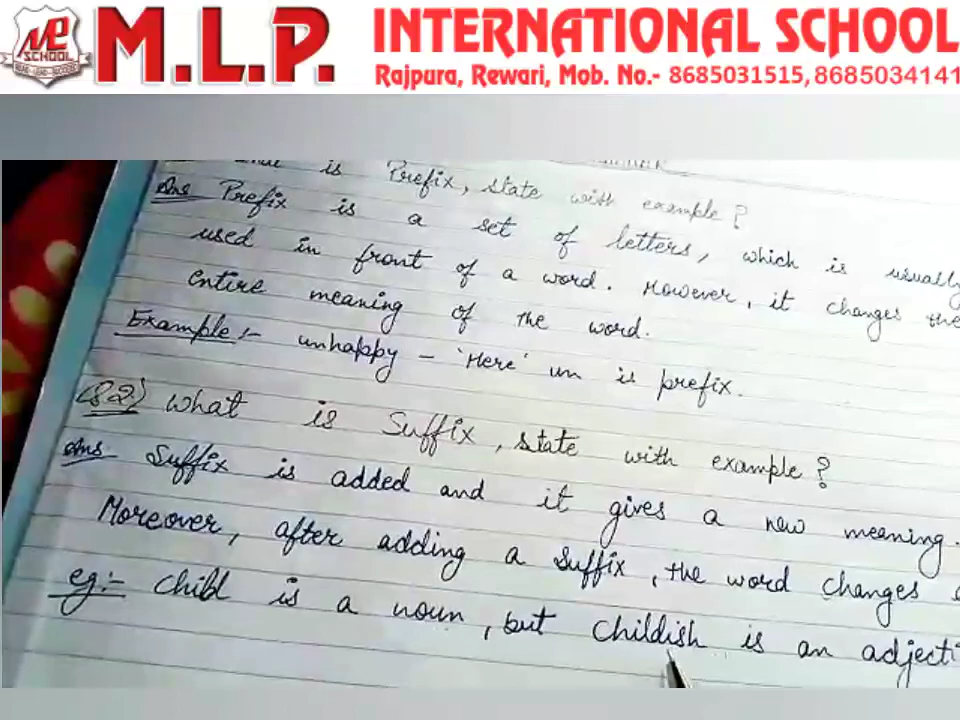 M.L.P. INTERNATIONAL SCHOOL
SCHOOL
Rajpura, Rewari, Mob. No.- 8685031515, 8685034141
is Prefix, state with example?
Ans Prefix is a set of letters, which is usually
used in front of a word. However, it changes the
entire meaning of the word.
Example:- unhappy - 'Here' un is prefix.
Q2) What is Suffix, state with example?
Ans Suffix is added and it gives a new meaning.
Moreover, after adding a suffix, the word changes
eg:- Child is a noun, but childish is an adjecti